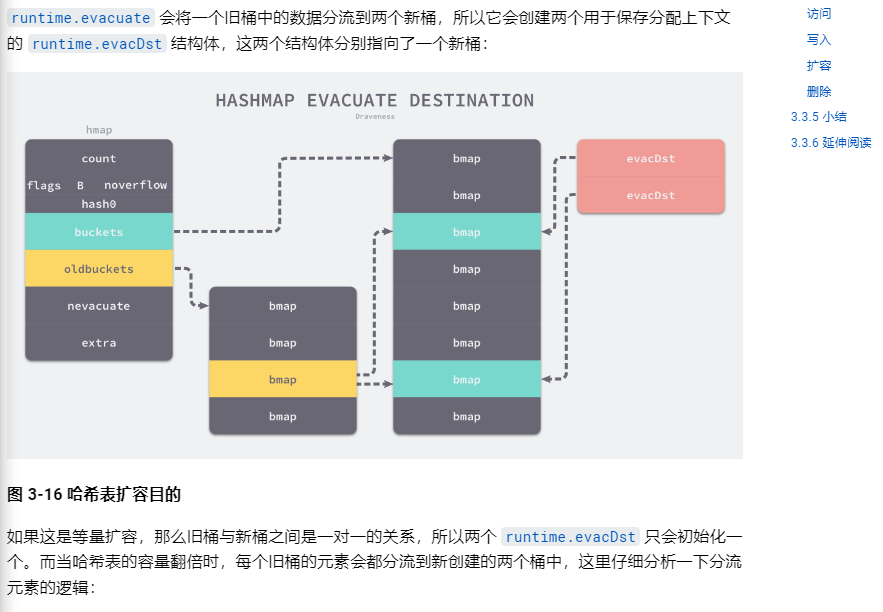 runtime.evacuate 会将一个旧桶中的数据分流到两个新桶，所以它会创建两个用于保存分配上下文
的 runtime.evacDst 结构体，这两个结构体分别指向了一个新桶：
HASHMAP EVACUATE DESTINATION
Draveness
hmap
count
flags B noverflow
hash0
buckets
oldbuckets
nevacuate
extra
bmap
bmap
bmap
bmap
bmap
bmap
bmap
bmap
bmap
bmap
bmap
bmap
evacDst
evacDst
图 3-16 哈希表扩容目的
如果这是等量扩容，那么旧桶与新桶之间是一对一的关系，所以两个 runtime.evacDst 只会初始化一
个。而当哈希表的容量翻倍时，每个旧桶的元素会都分流到新创建的两个桶中，这里仔细分析一下分流
元素的逻辑：
访问
写入
扩容
删除
3.3.5 小结
3.3.6 延伸阅读